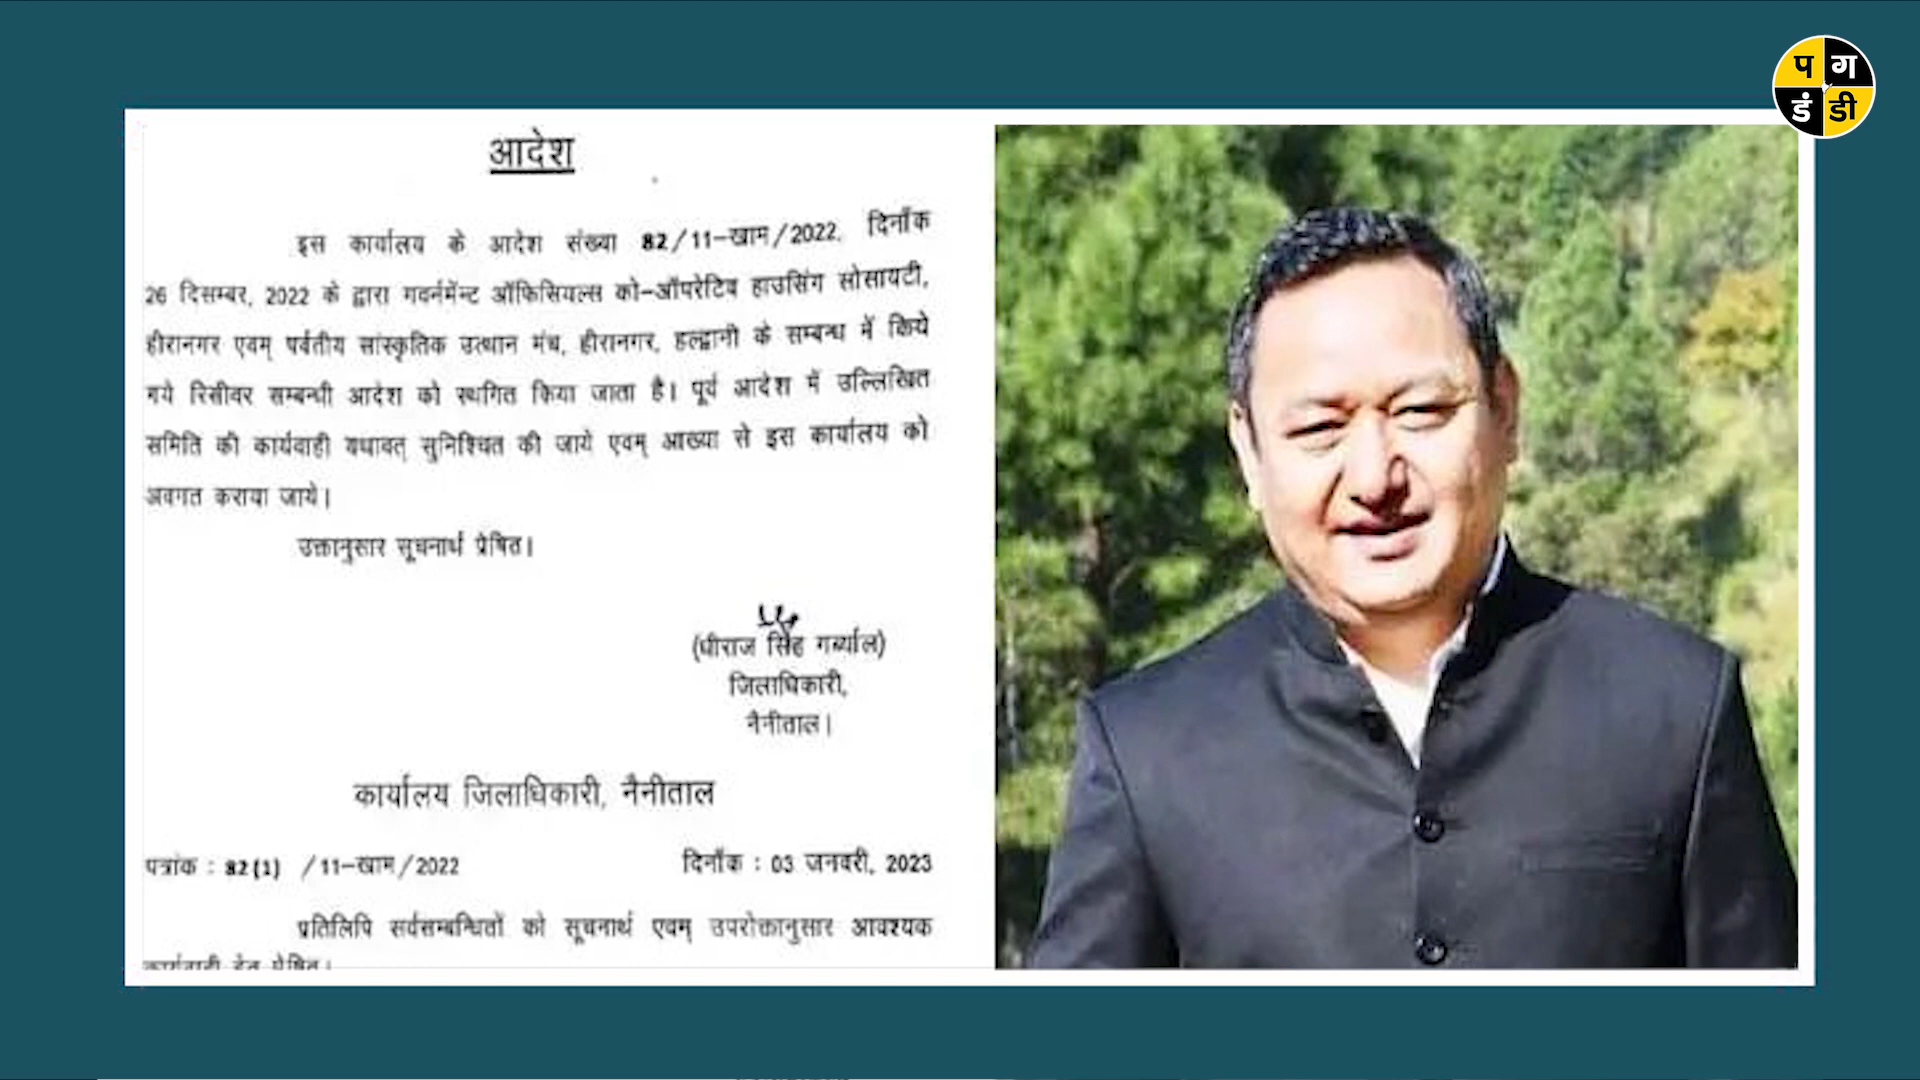 प ग
डं डी
आदेश
इस कार्यालय के आदेश संख्या 82/11-खाम/2022, दिनाँक
26 दिसम्बर, 2022 के द्वारा गवर्नमेंन्ट ऑफिसियल्स को-ऑपरेटिव हाउसिंग सोसायटी,
हीरानगर एवम् पर्वतीय सांस्कृतिक उत्थान मंच, हीरानगर, हल्द्वानी के सम्बन्ध में किये
गये रिसीवर सम्बन्धी आदेश को स्थगित किया जाता है। पूर्व आदेश में उल्लिखित
समिति की कार्यवाही यथावत् सुनिश्चित की जाये एवम् आख्या से इस कार्यालय को
अवगत कराया जाये।
उक्तानुसार सूचनार्थ प्रेषित।
(धीराज सिंह गर्ब्याल)
जिलाधिकारी,
नैनीताल।
कार्यालय जिलाधिकारी, नैनीताल
पत्रांक : 82(1) /11-खाम/2022 दिनाँक : 03 जनवरी, 2023
प्रतिलिपि सर्वसम्बन्धितों को सूचनार्थ एवम् उपरोक्तानुसार आवश्यक
कार्यवाही हेतु प्रेषित।